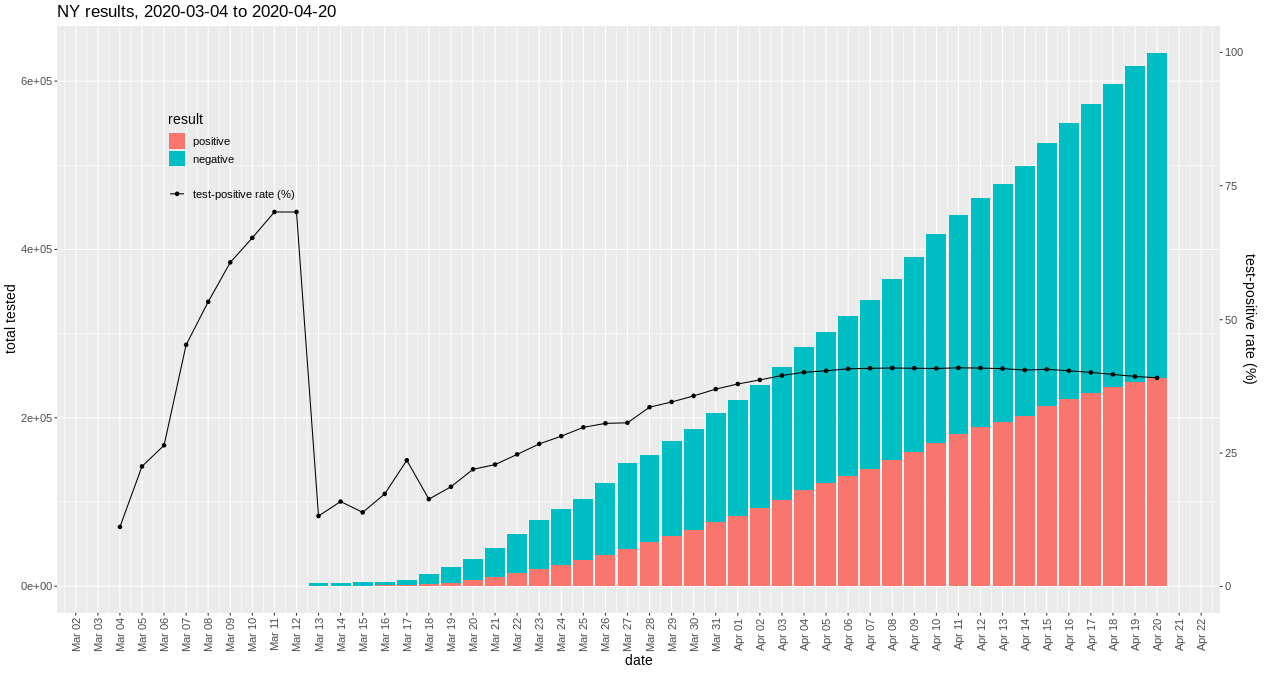 NY results, 2020-03-04 to 2020-04-20
total tested
6e+05
4e+05
2e+05
0e+00
result
positive
negative
test-positive rate (%)
100
75
50
25
0
test-positive rate (%)
Mar 02
Mar 03
Mar 04
Mar 05
Mar 06
Mar 07
Mar 08
Mar 09
Mar 10
Mar 11
Mar 12
Mar 13
Mar 14
Mar 15
Mar 16
Mar 17
Mar 18
Mar 19
Mar 20
Mar 21
Mar 22
Mar 23
Mar 24
Mar 25
Mar 26
Mar 27
Mar 28
Mar 29
Mar 30
Mar 31
Apr 01
Apr 02
Apr 03
Apr 04
Apr 05
Apr 06
Apr 07
Apr 08
Apr 09
Apr 10
Apr 11
Apr 12
Apr 13
Apr 14
Apr 15
Apr 16
Apr 17
Apr 18
Apr 19
Apr 20
Apr 21
Apr 22
date